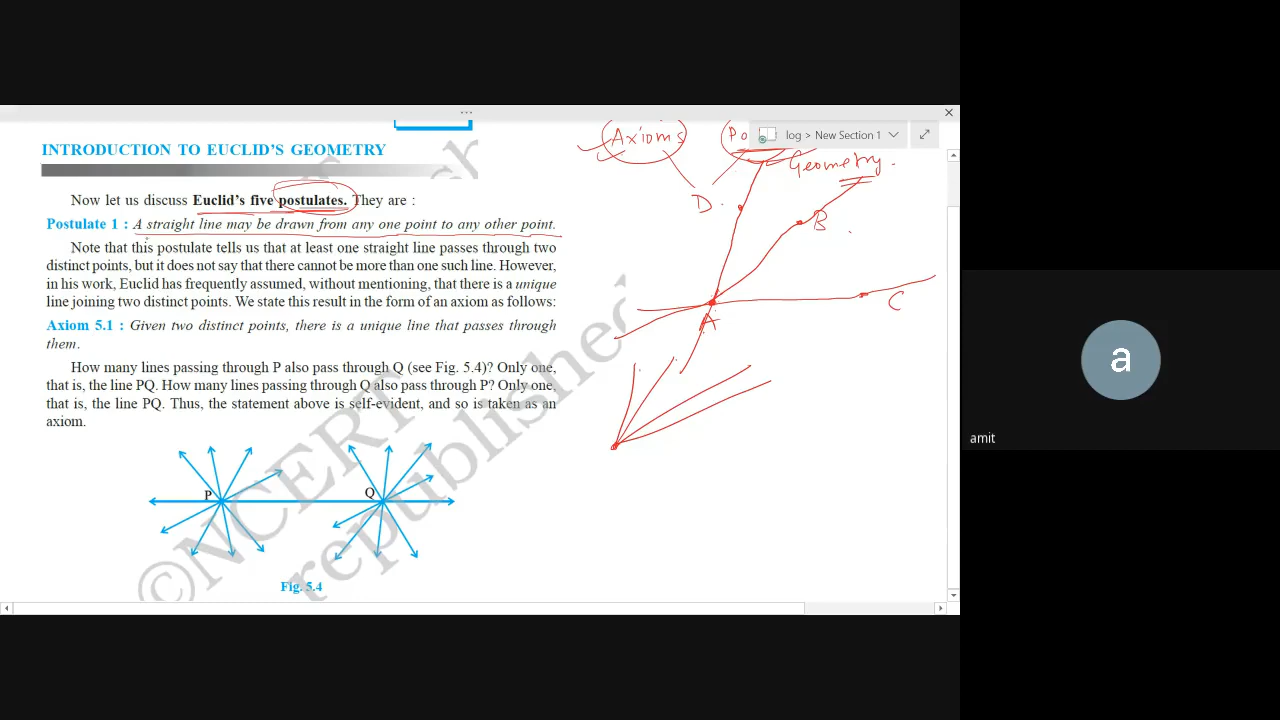 Axioms
Po
log > New Section 1
Geometry.
INTRODUCTION TO EUCLID'S GEOMETRY
Now let us discuss Euclid's five postulates. They are :
D
B
Postulate 1 : A straight line may be drawn from any one point to any other point.
Note that this postulate tells us that at least one straight line passes through two
distinct points, but it does not say that there cannot be more than one such line. However,
in his work, Euclid has frequently assumed, without mentioning, that there is a unique
line joining two distinct points. We state this result in the form of an axiom as follows:
C
A
Axiom 5.1 : Given two distinct points, there is a unique line that passes through
them.
How many lines passing through P also pass through Q (see Fig. 5.4)? Only one,
that is, the line PQ. How many lines passing through Q also pass through P? Only one,
that is, the line PQ. Thus, the statement above is self-evident, and so is taken as an
axiom.
P
Q
Fig. 5.4
©NCERT
republished
a
amit